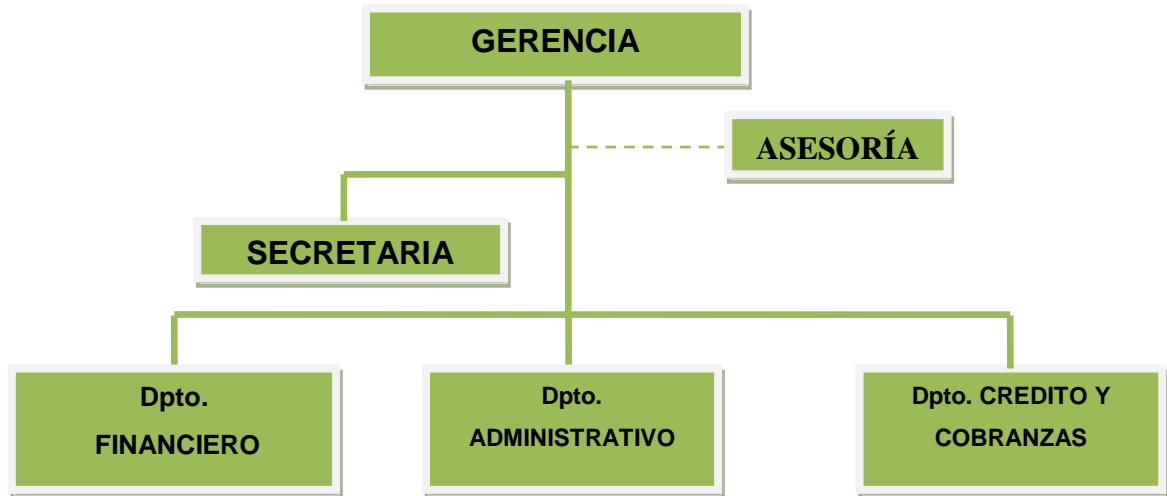 GERENCIA
ASESORÍA
SECRETARIA
Dpto.
FINANCIERO
Dpto.
ADMINISTRATIVO
Dpto. CREDITO Y
COBRANZAS